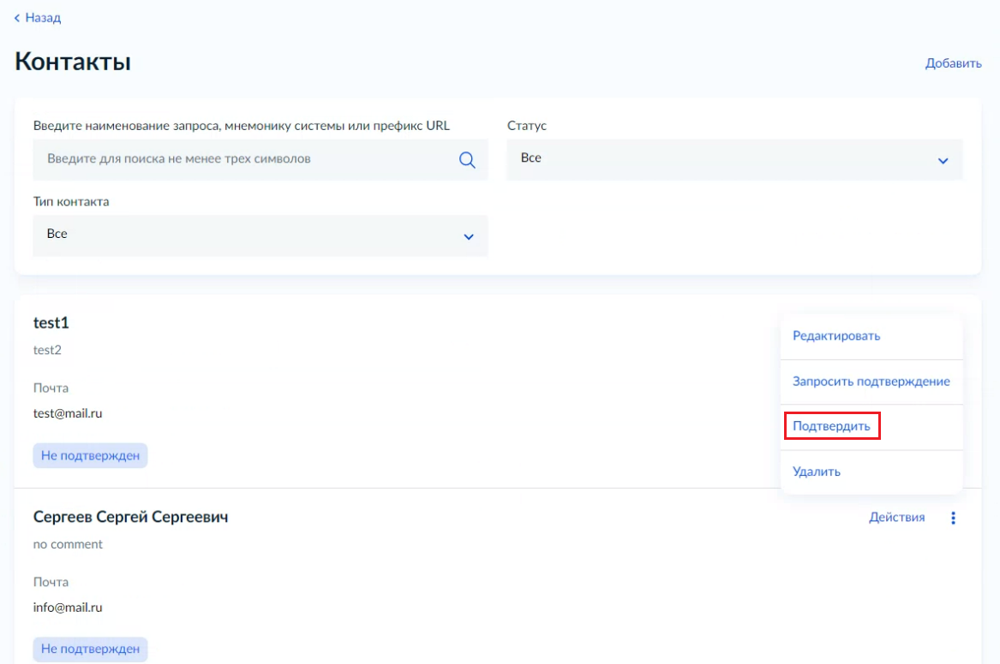 Назад
Контакты
Добавить
Введите наименование запроса, мнемонику системы или префикс URL
Статус
Введите для поиска не менее трех символов
Все
Тип контакта
Все
test1
test2
Почта
test@mail.ru
Не подтвержден
Редактировать
Запросить подтверждение
Подтвердить
Удалить
Сергеев Сергей Сергеевич
Действия
no comment
Почта
info@mail.ru
Не подтвержден